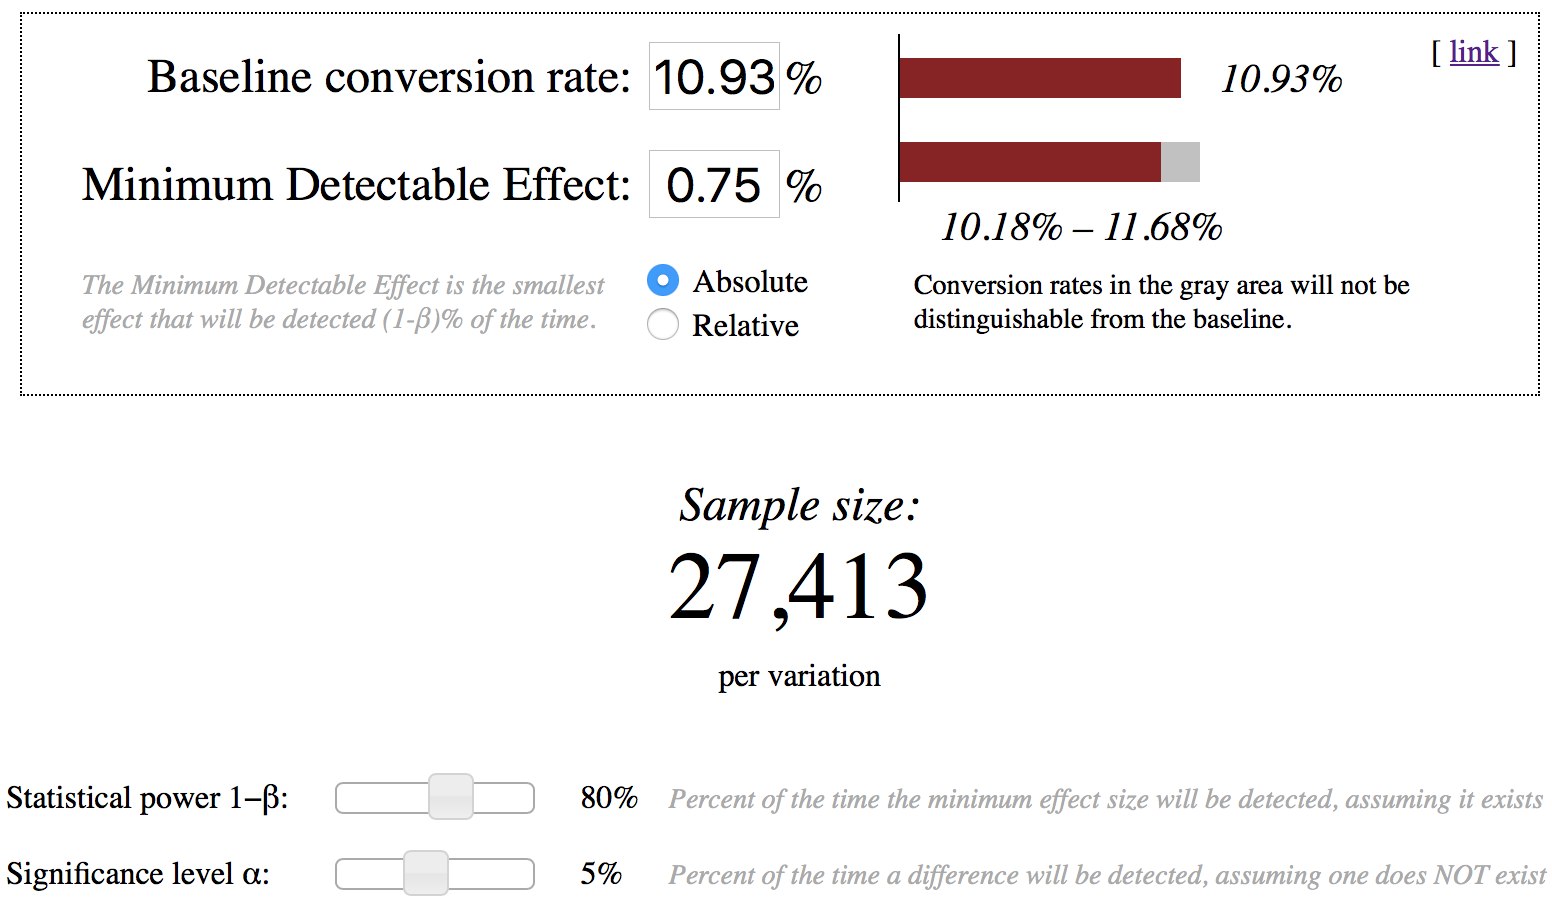 [ link ]
Baseline conversion rate: 10.93 %
10.93%
Minimum Detectable Effect: 0.75 %
10.18% – 11.68%
The Minimum Detectable Effect is the smallest
effect that will be detected (1-β)% of the time.
Absolute
Relative
Conversion rates in the gray area will not be
distinguishable from the baseline.
Sample size:
27,413
per variation
Statistical power 1−β: 80% Percent of the time the minimum effect size will be detected, assuming it exists
Significance level α: 5% Percent of the time a difference will be detected, assuming one does NOT exist